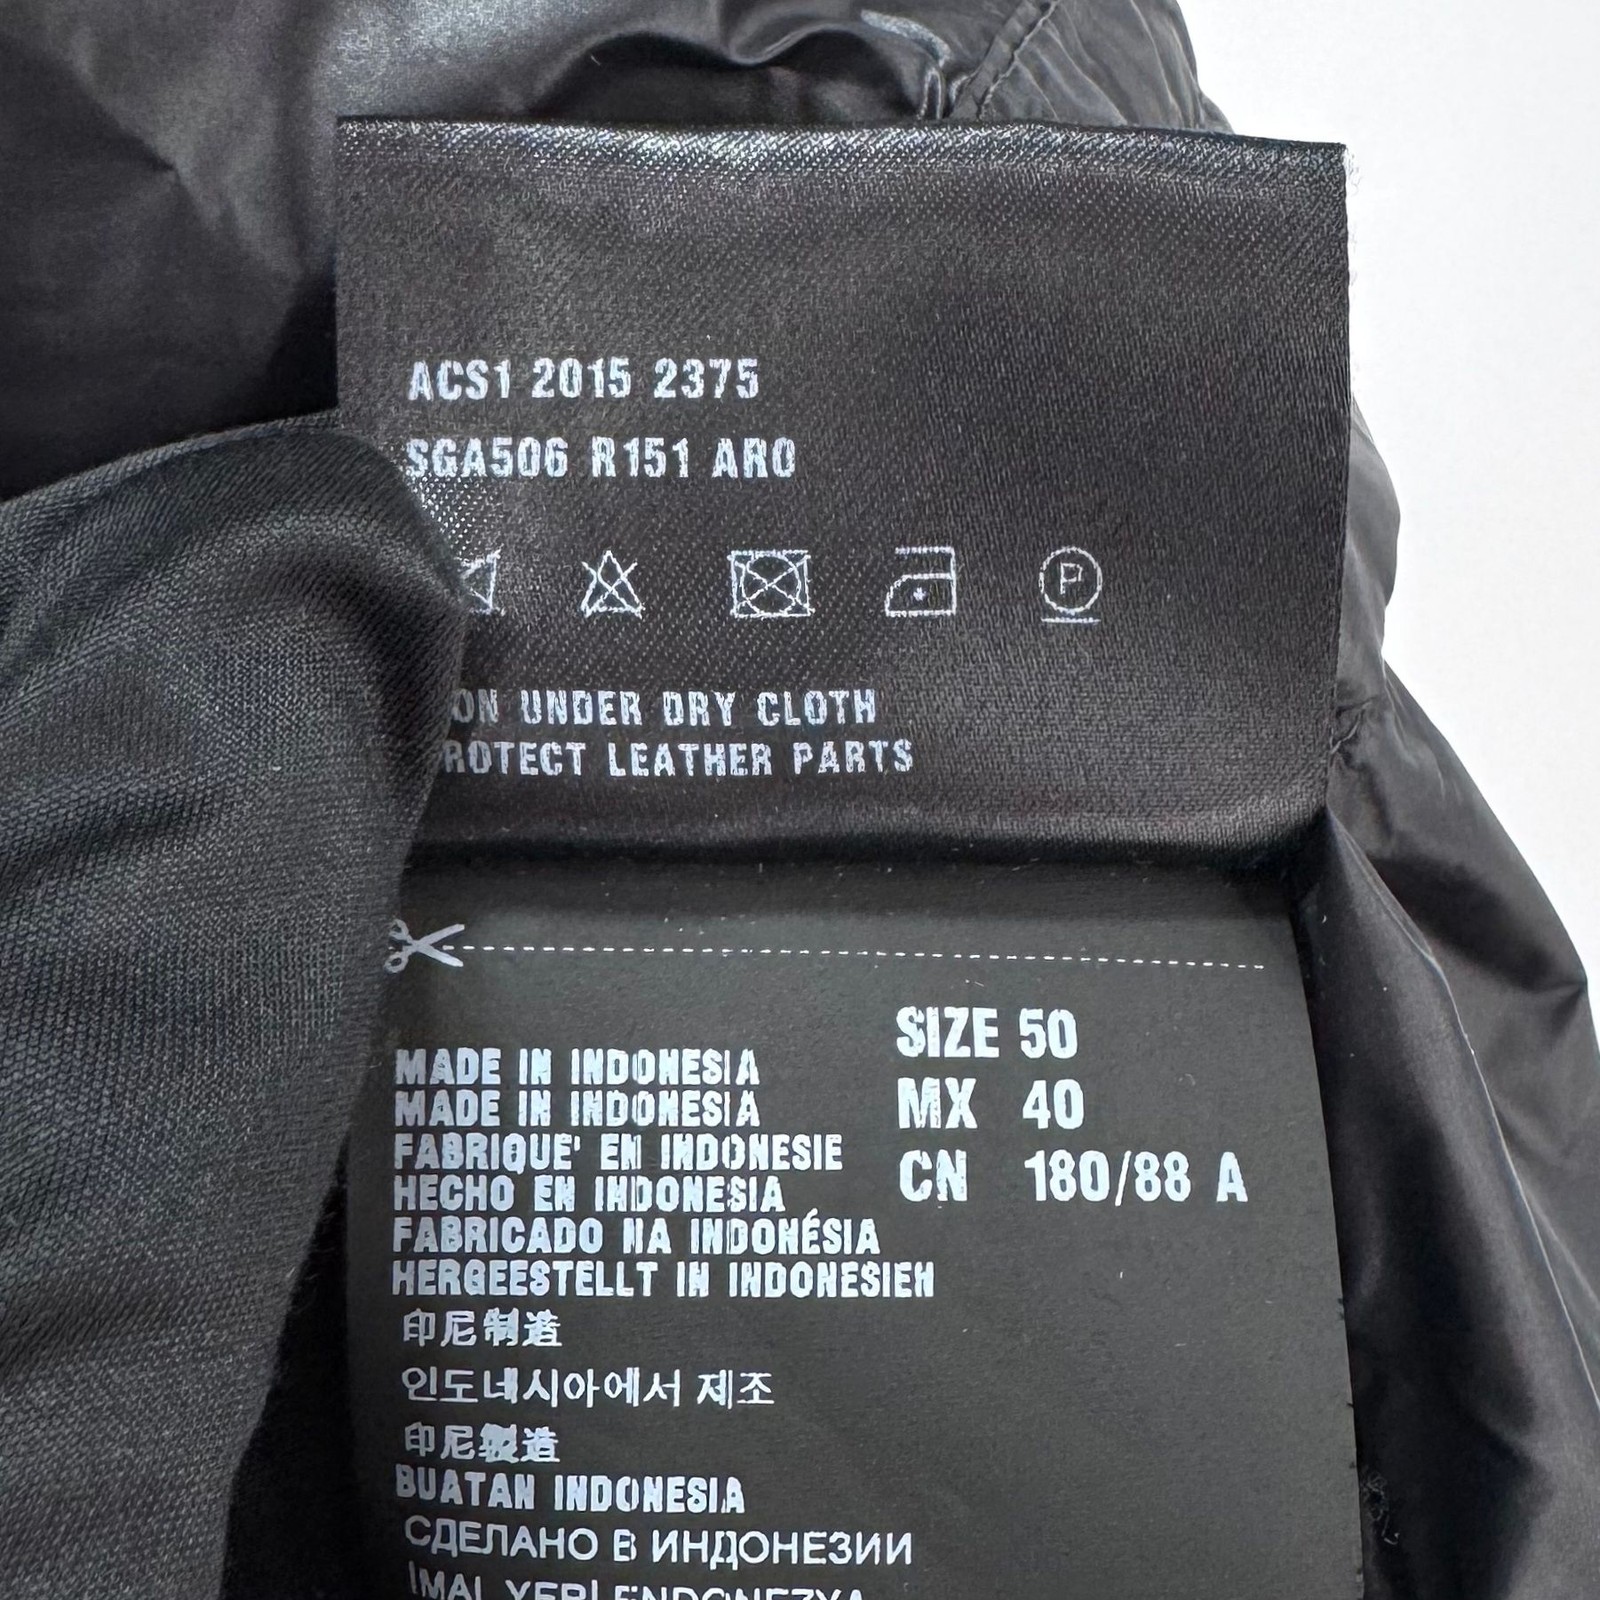 ACS1 2015 2375
SGA506 R151 ARO
P
ON UNDER DRY CLOTH
ROTECT LEATHER PARTS
SIZE 50
MX 40
CN 180/88 A
MADE IN INDONESIA
MADE IN INDONESIA
FABRIQUE' EN INDONESIE
HECHO EN INDONESIA
FABRICADO NA INDONÉSIA
HERGEESTELLT IN INDONESIEN
印尼制造
인도네시아에서 제조
印尼製造
BUATAN INDONESIA
СДЕЛАНО В ИНДОНЕЗИИ